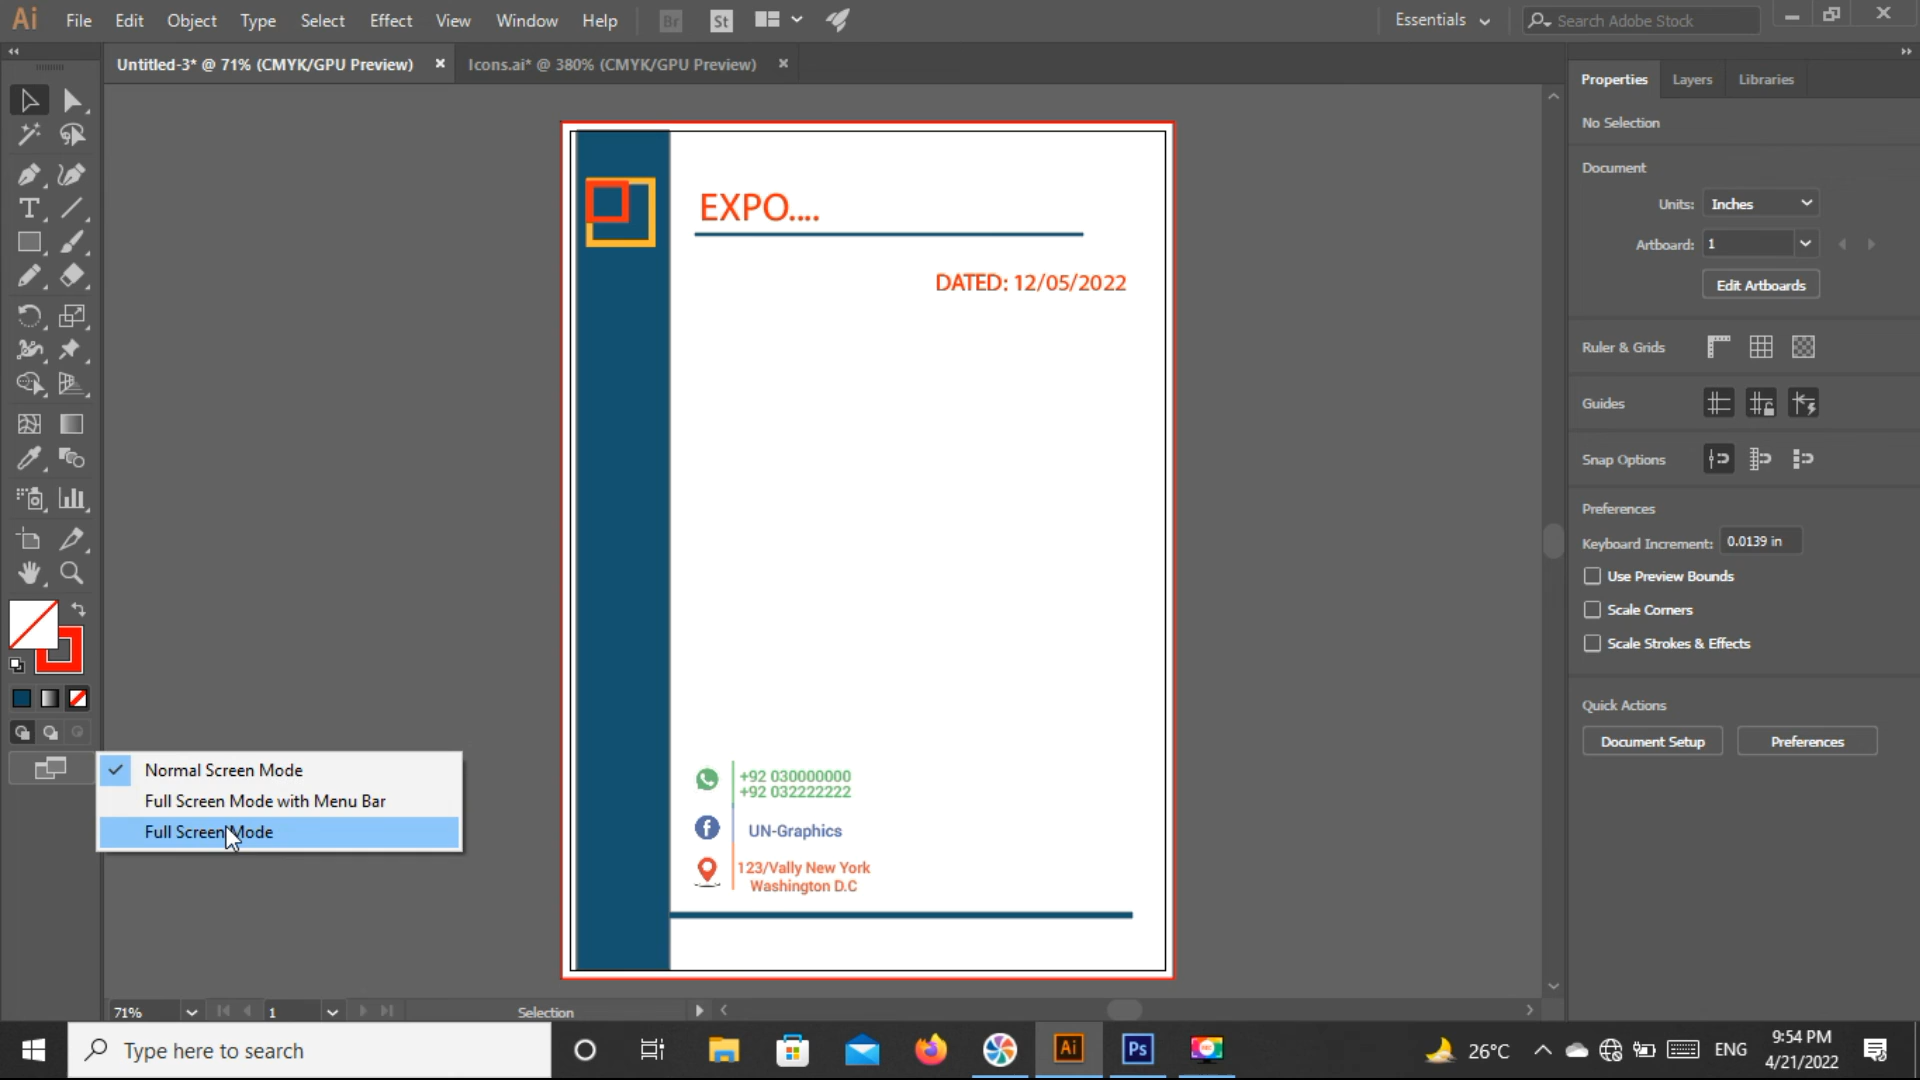 Ai File Edit Object Type Select Effect View Window Help Br St Essentials Search Adobe Stock
Untitled-3* @ 71% (CMYK/GPU Preview) Icons.ai* @ 380% (CMYK/GPU Preview)
Properties Layers Libraries
No Selection
Document
Units: Inches
Artboard: 1
Edit Artboards
Ruler & Grids
Guides
Snap Options
Preferences
Keyboard Increment: 0.0139 in
Use Preview Bounds
Scale Corners
Scale Strokes & Effects
Quick Actions
Document Setup Preferences
EXPO....
DATED: 12/05/2022
+92 030000000
+92 032222222
UN-Graphics
123/Vally New York
Washington D.C
Normal Screen Mode
Full Screen Mode with Menu Bar
Full Screen Mode
71% 1 Selection
Type here to search
Ai Ps
26°C ENG
9:54 PM
4/21/2022